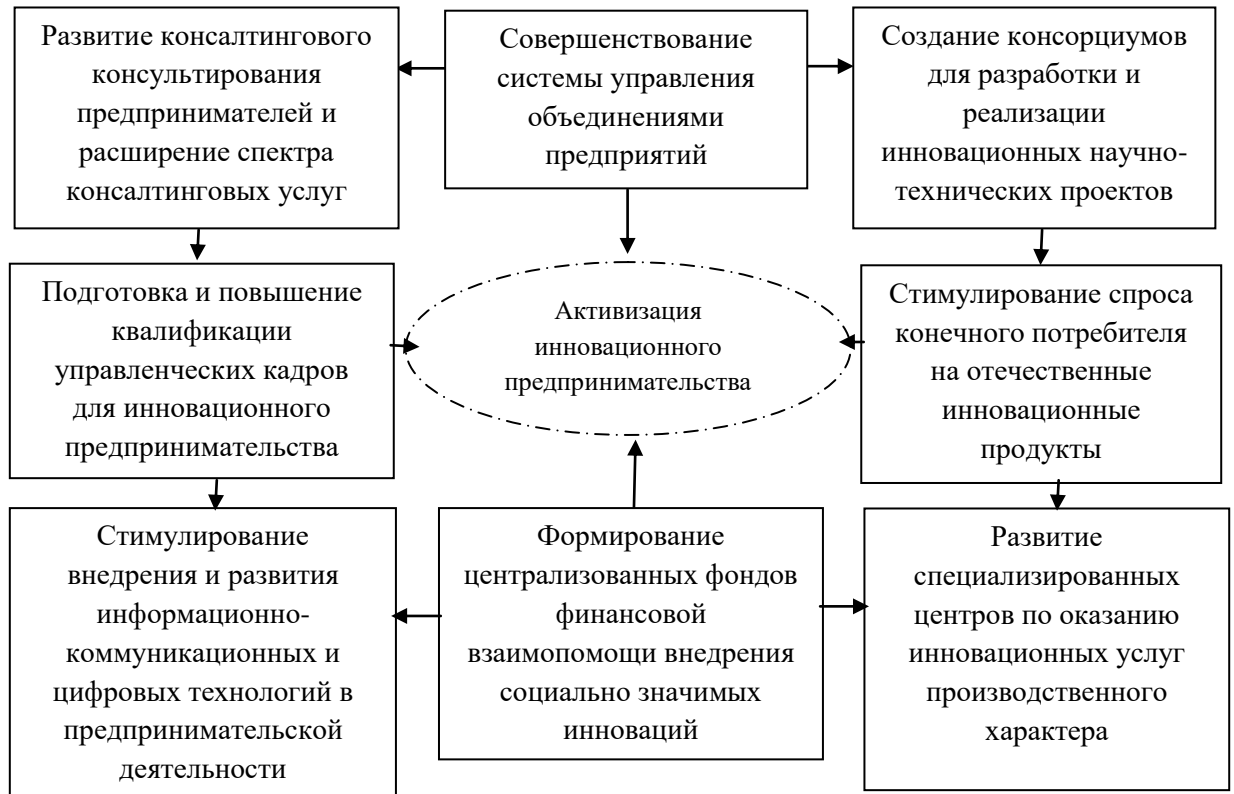 Развитие консалтингового
консультирования
предпринимателей и
расширение спектра
консалтинговых услуг
Совершенствование
системы управления
объединениями
предприятий
Создание консорциумов
для разработки и
реализации
инновационных научно-
технических проектов
Подготовка и повышение
квалификации
управленческих кадров
для инновационного
предпринимательства
Активизация
инновационного
предпринимательства
Стимулирование спроса
конечного потребителя
на отечественные
инновационные
продукты
Стимулирование
внедрения и развития
информационно-
коммуникационных и
цифровых технологий в
предпринимательской
деятельности
Формирование
централизованных фондов
финансовой
взаимопомощи внедрения
социально значимых
инноваций
Развитие
специализированных
центров по оказанию
инновационных услуг
производственного
характера